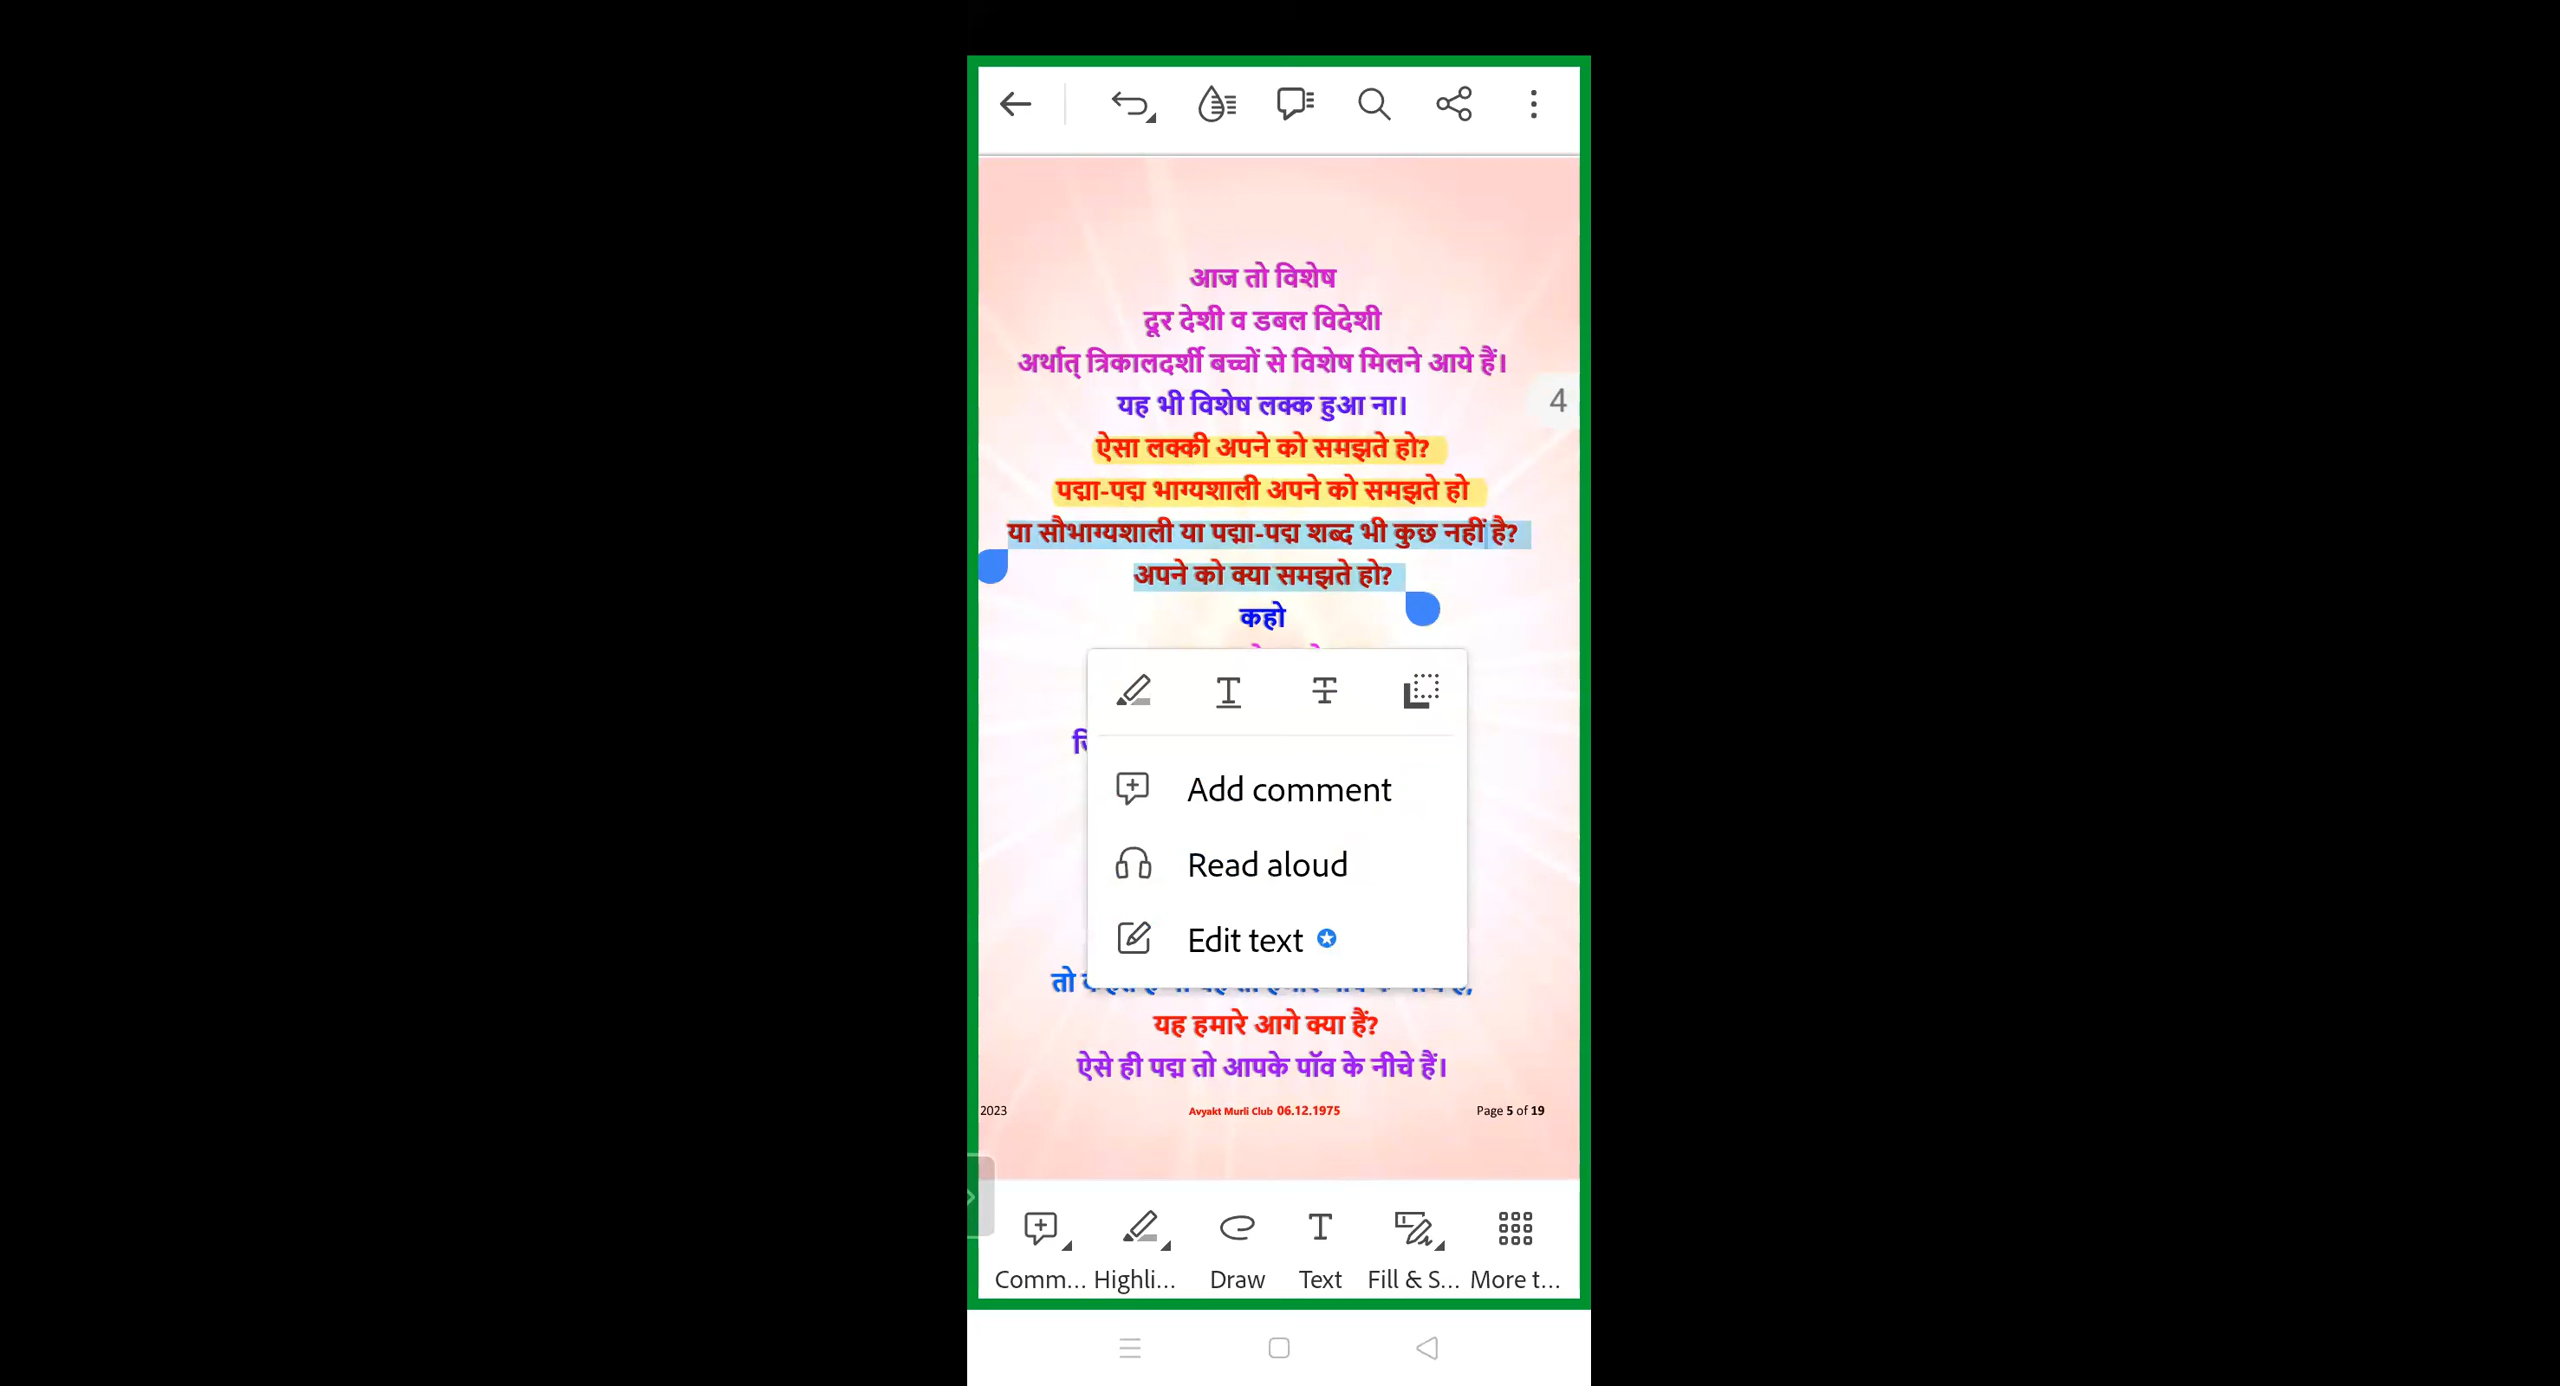 आज तो विशेष
दूर देशी व डबल विदेशी
अर्थात् त्रिकालदर्शी बच्चों से विशेष मिलने आये हैं।
यह भी विशेष लक्क हुआ ना।
4
ऐसा लक्की अपने को समझते हो?
पद्मा-पद्म भाग्यशाली अपने को समझते हो
या सौभाग्यशाली या पद्मा-पद्म शब्द भी कुछ नहीं है?
अपने को क्या समझते हो?
कहो
Add comment
Read aloud
Edit text
तो
यह हमारे आगे क्या हैं?
ऐसे ही पद्म तो आपके पॉव के नीचे हैं।
2023 Avyakt Murli Club 06.12.1975 Page 5 of 19
Comm... Highli... Draw Text Fill & S... More t...